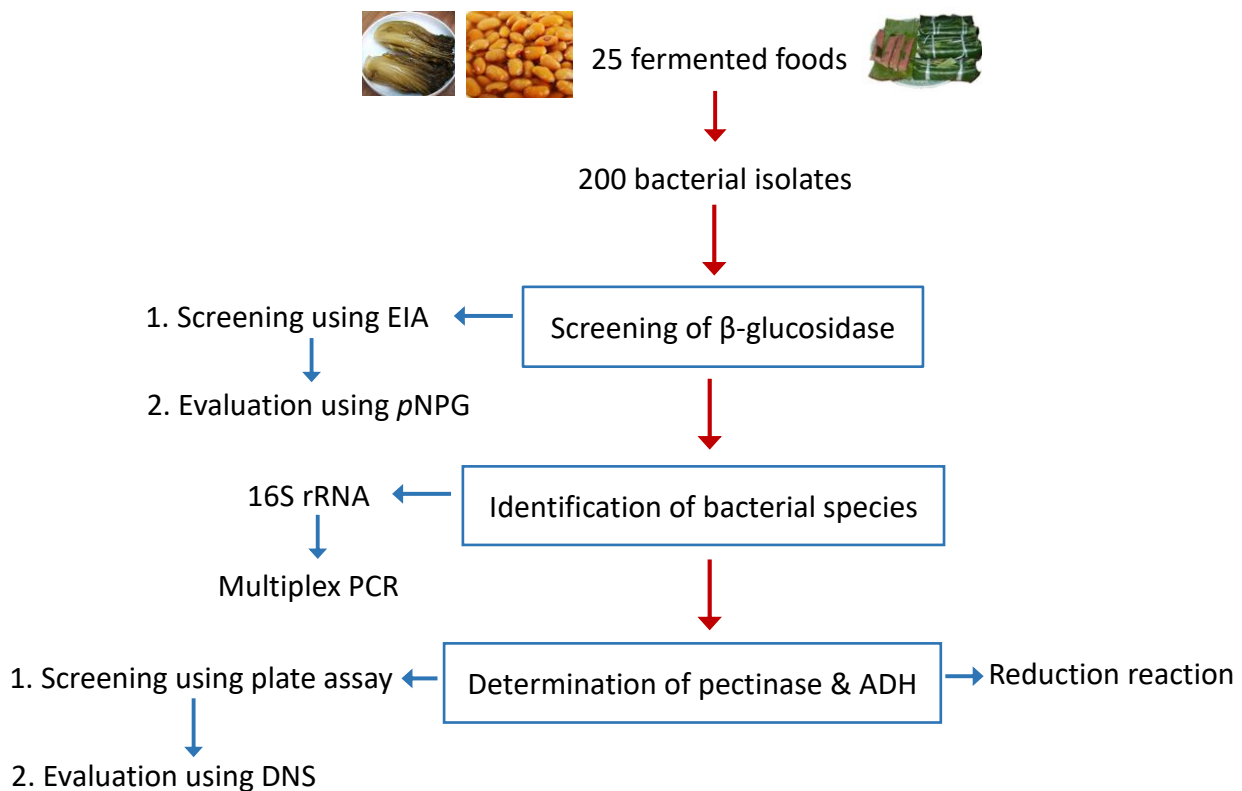 25 fermented foods
200 bacterial isolates
1. Screening using EIA
Screening of β-glucosidase
2. Evaluation using pNPG
16S rRNA
Identification of bacterial species
Multiplex PCR
1. Screening using plate assay
Determination of pectinase & ADH
Reduction reaction
2. Evaluation using DNS